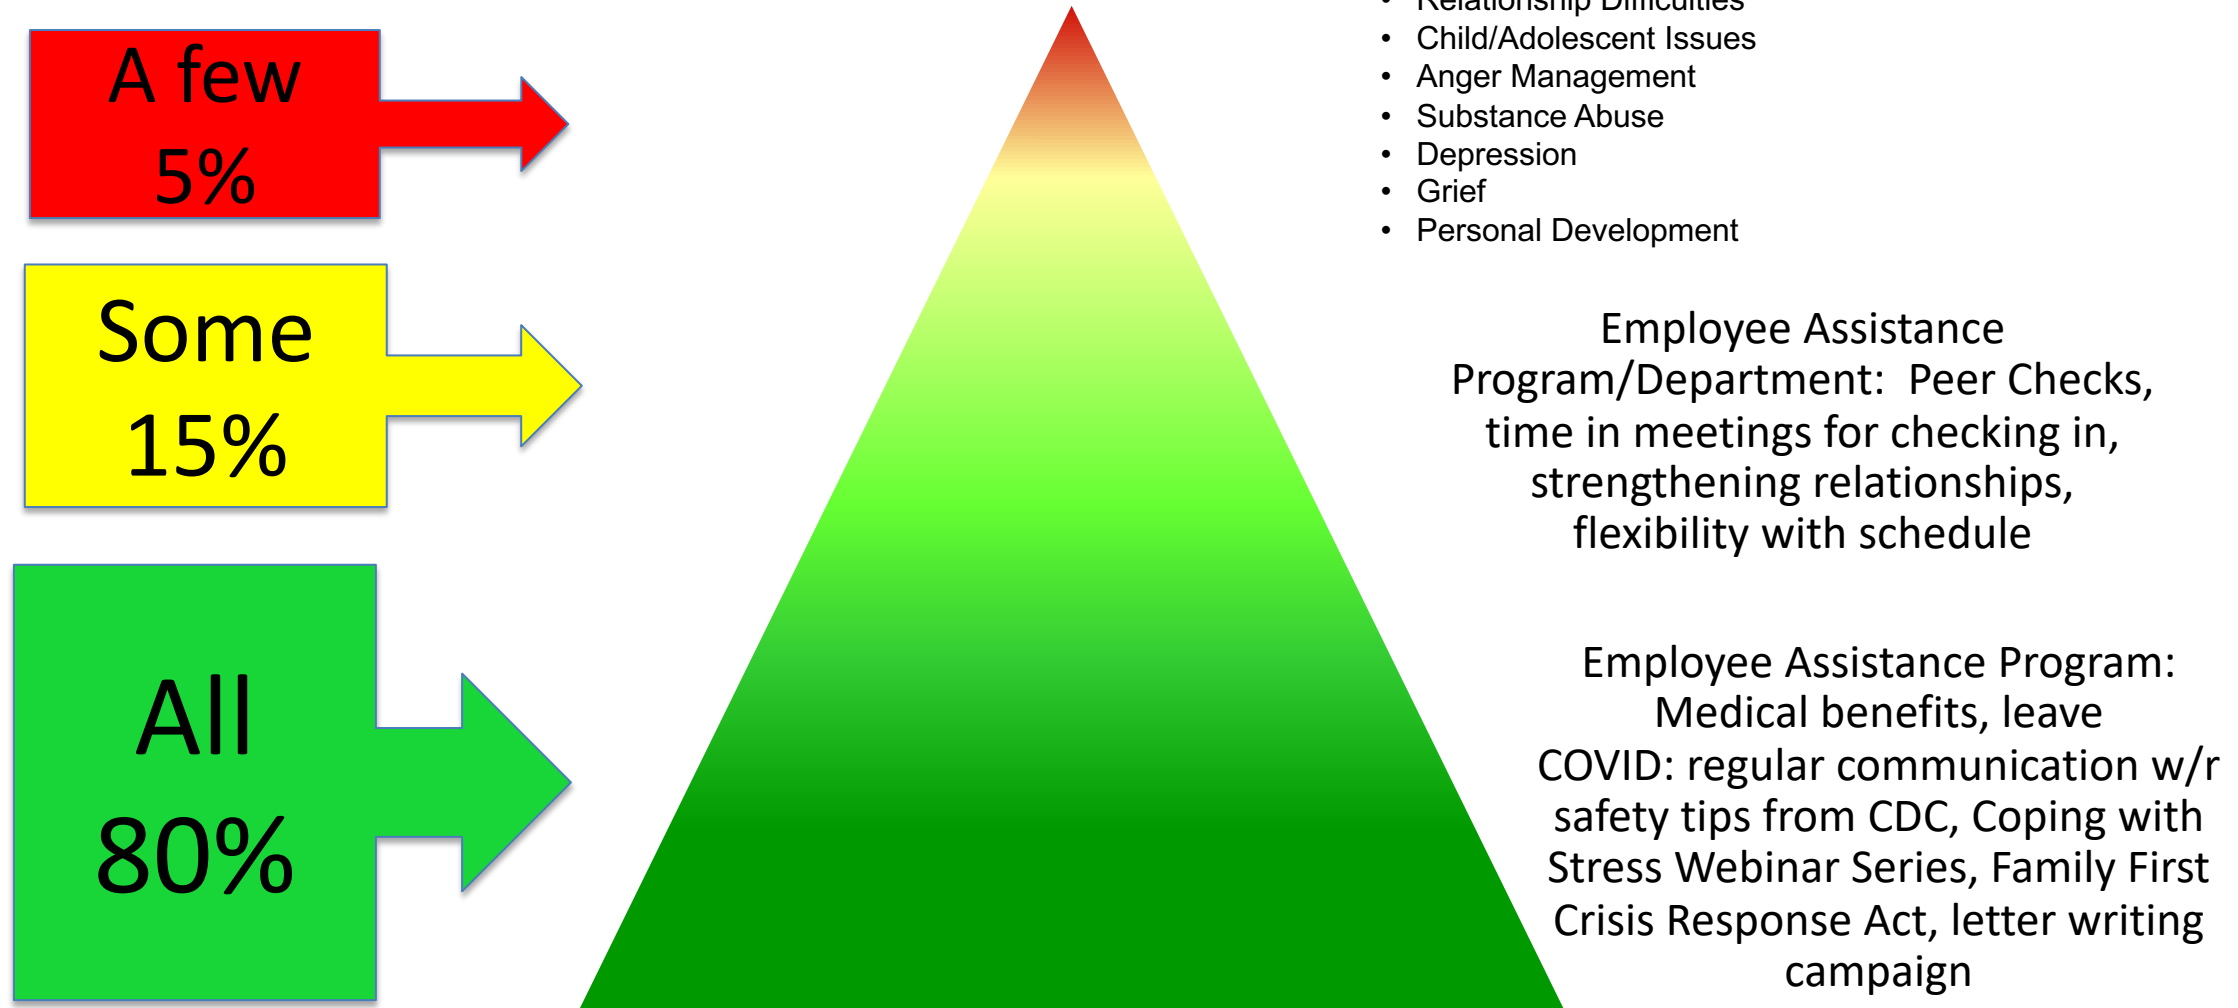 A few
5%
• Relationship Difficulties
• Child/Adolescent Issues
• Anger Management
• Substance Abuse
• Depression
• Grief
• Personal Development
Some
15%
Employee Assistance
Program/Department:  Peer Checks,
time in meetings for checking in,
strengthening relationships,
flexibility with schedule
All
80%
Employee Assistance Program:
Medical benefits, leave
COVID: regular communication w/r
safety tips from CDC, Coping with
Stress Webinar Series, Family First
Crisis Response Act, letter writing
campaign